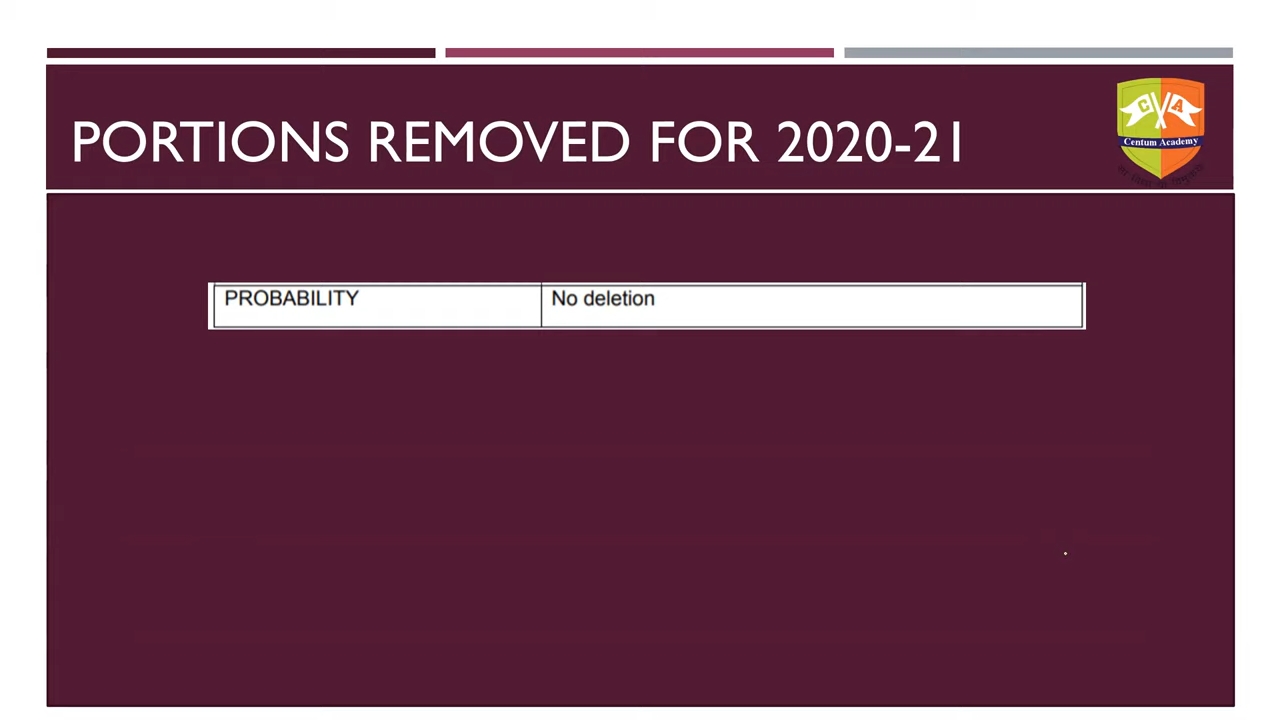 PORTIONS REMOVED FOR 2020-21
C A
Centum Academy
PROBABILITY No deletion